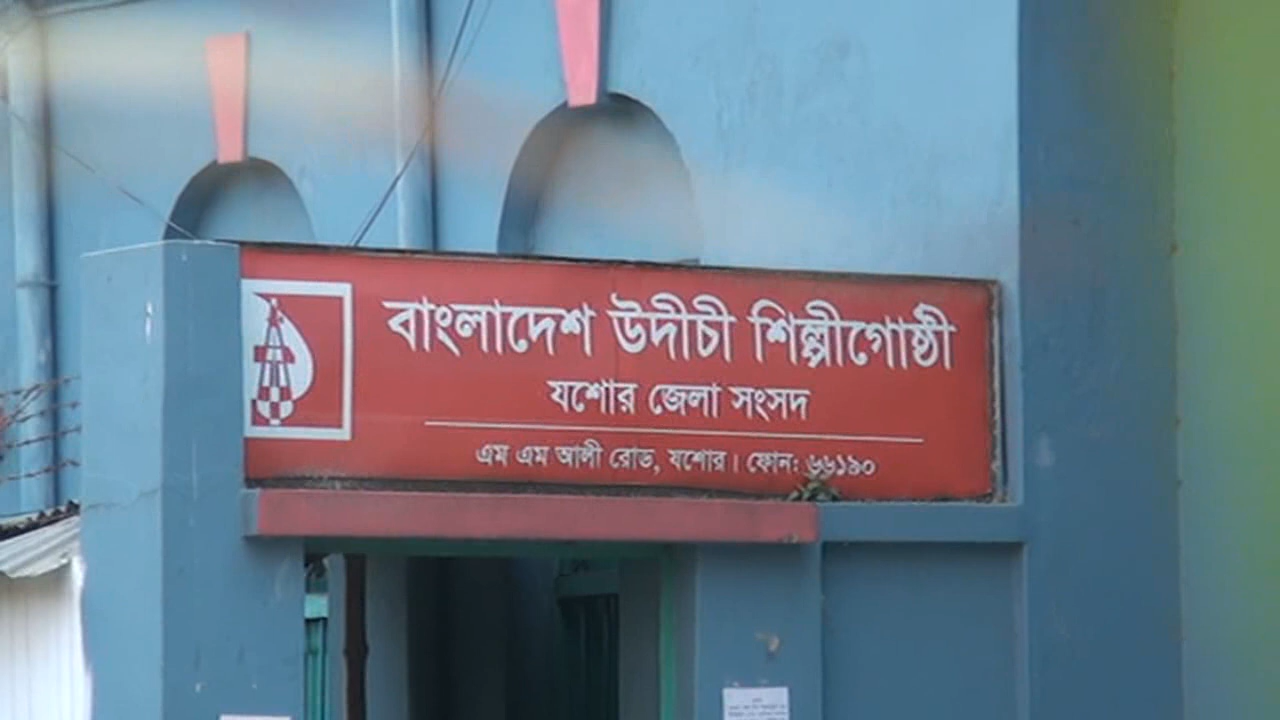 বাংলাদেশ উদীচী শিল্পীগোষ্ঠী
যশোর জেলা সংসদ
এম এম আলী রোড, যশোর। ফোন: ৬৬১৯০